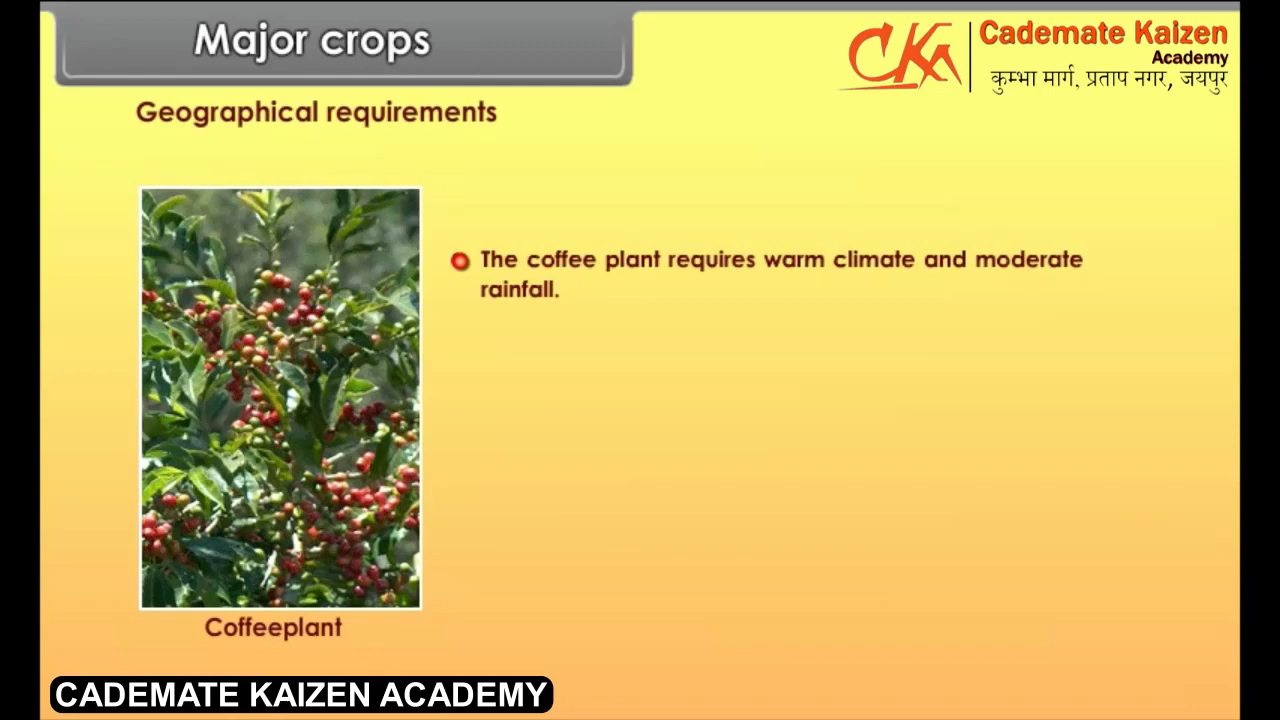 Major crops
CKA
Cademate Kaizen
Academy
कुम्भा मार्ग, प्रताप नगर, जयपुर
Geographical requirements
The coffee plant requires warm climate and moderate
rainfall.
Coffeeplant
CADEMATE KAIZEN ACADEMY